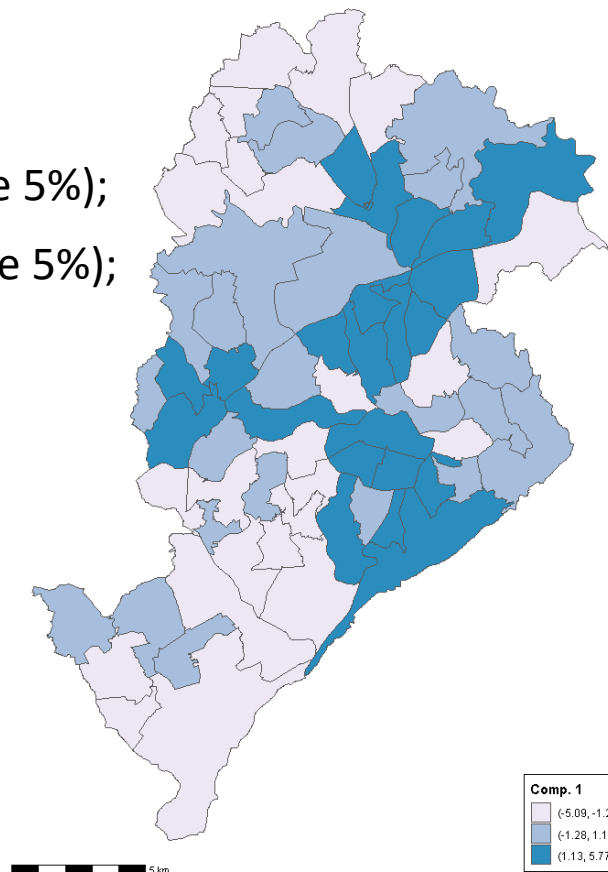 e 5%);
e 5%);
Comp. 1
(-5.09, -1.2
(-1.28, 1.1
(1.13, 5.77
5 km